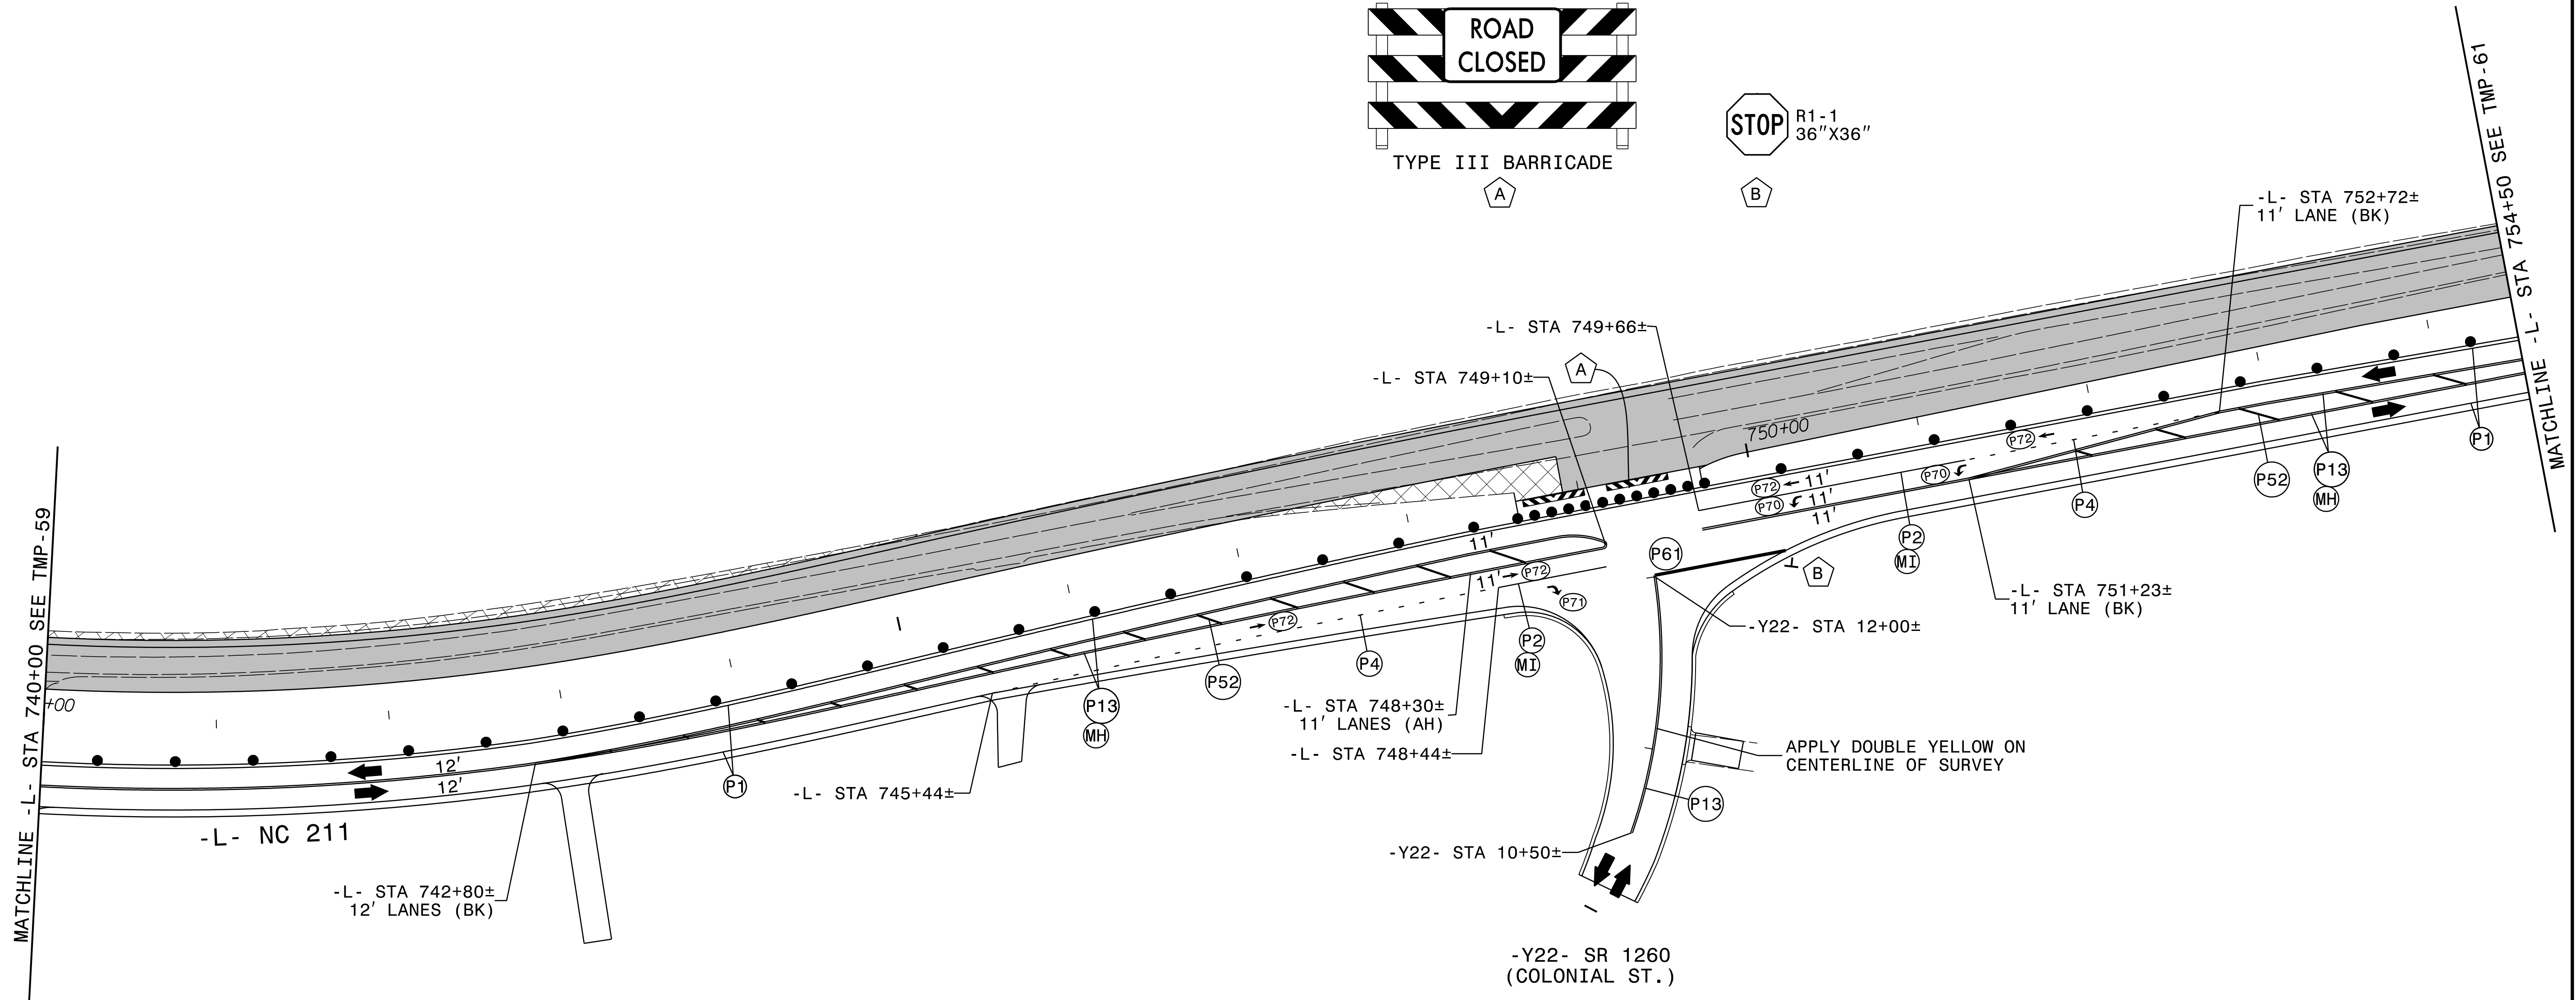 ROAD
CLOSED
TYPE III BARRICADE
A
STOP
R1-1
36"X36"
B
MATCHLINE -L- STA 754+50 SEE TMP-61
-L- STA 752+72±
11' LANE (BK)
-L- STA 749+66±
-L- STA 749+10±
A
750+00
P72
P72
11'
P70
11'
11'
P70
P1
P13
MH
P52
P4
P2
MI
P61
B
-L- STA 751+23±
11' LANE (BK)
-Y22- STA 12+00±
11'
11'
P72
P71
P72
P2
MI
P4
P52
P13
MH
-L- STA 748+30±
11' LANES (AH)
-L- STA 748+44±
APPLY DOUBLE YELLOW ON
CENTERLINE OF SURVEY
P13
-Y22- STA 10+50±
-Y22- SR 1260
(COLONIAL ST.)
MATCHLINE -L- STA 740+00 SEE TMP-59
+00
12'
12'
P1
-L- STA 745+44±
-L- NC 211
-L- STA 742+80±
12' LANES (BK)